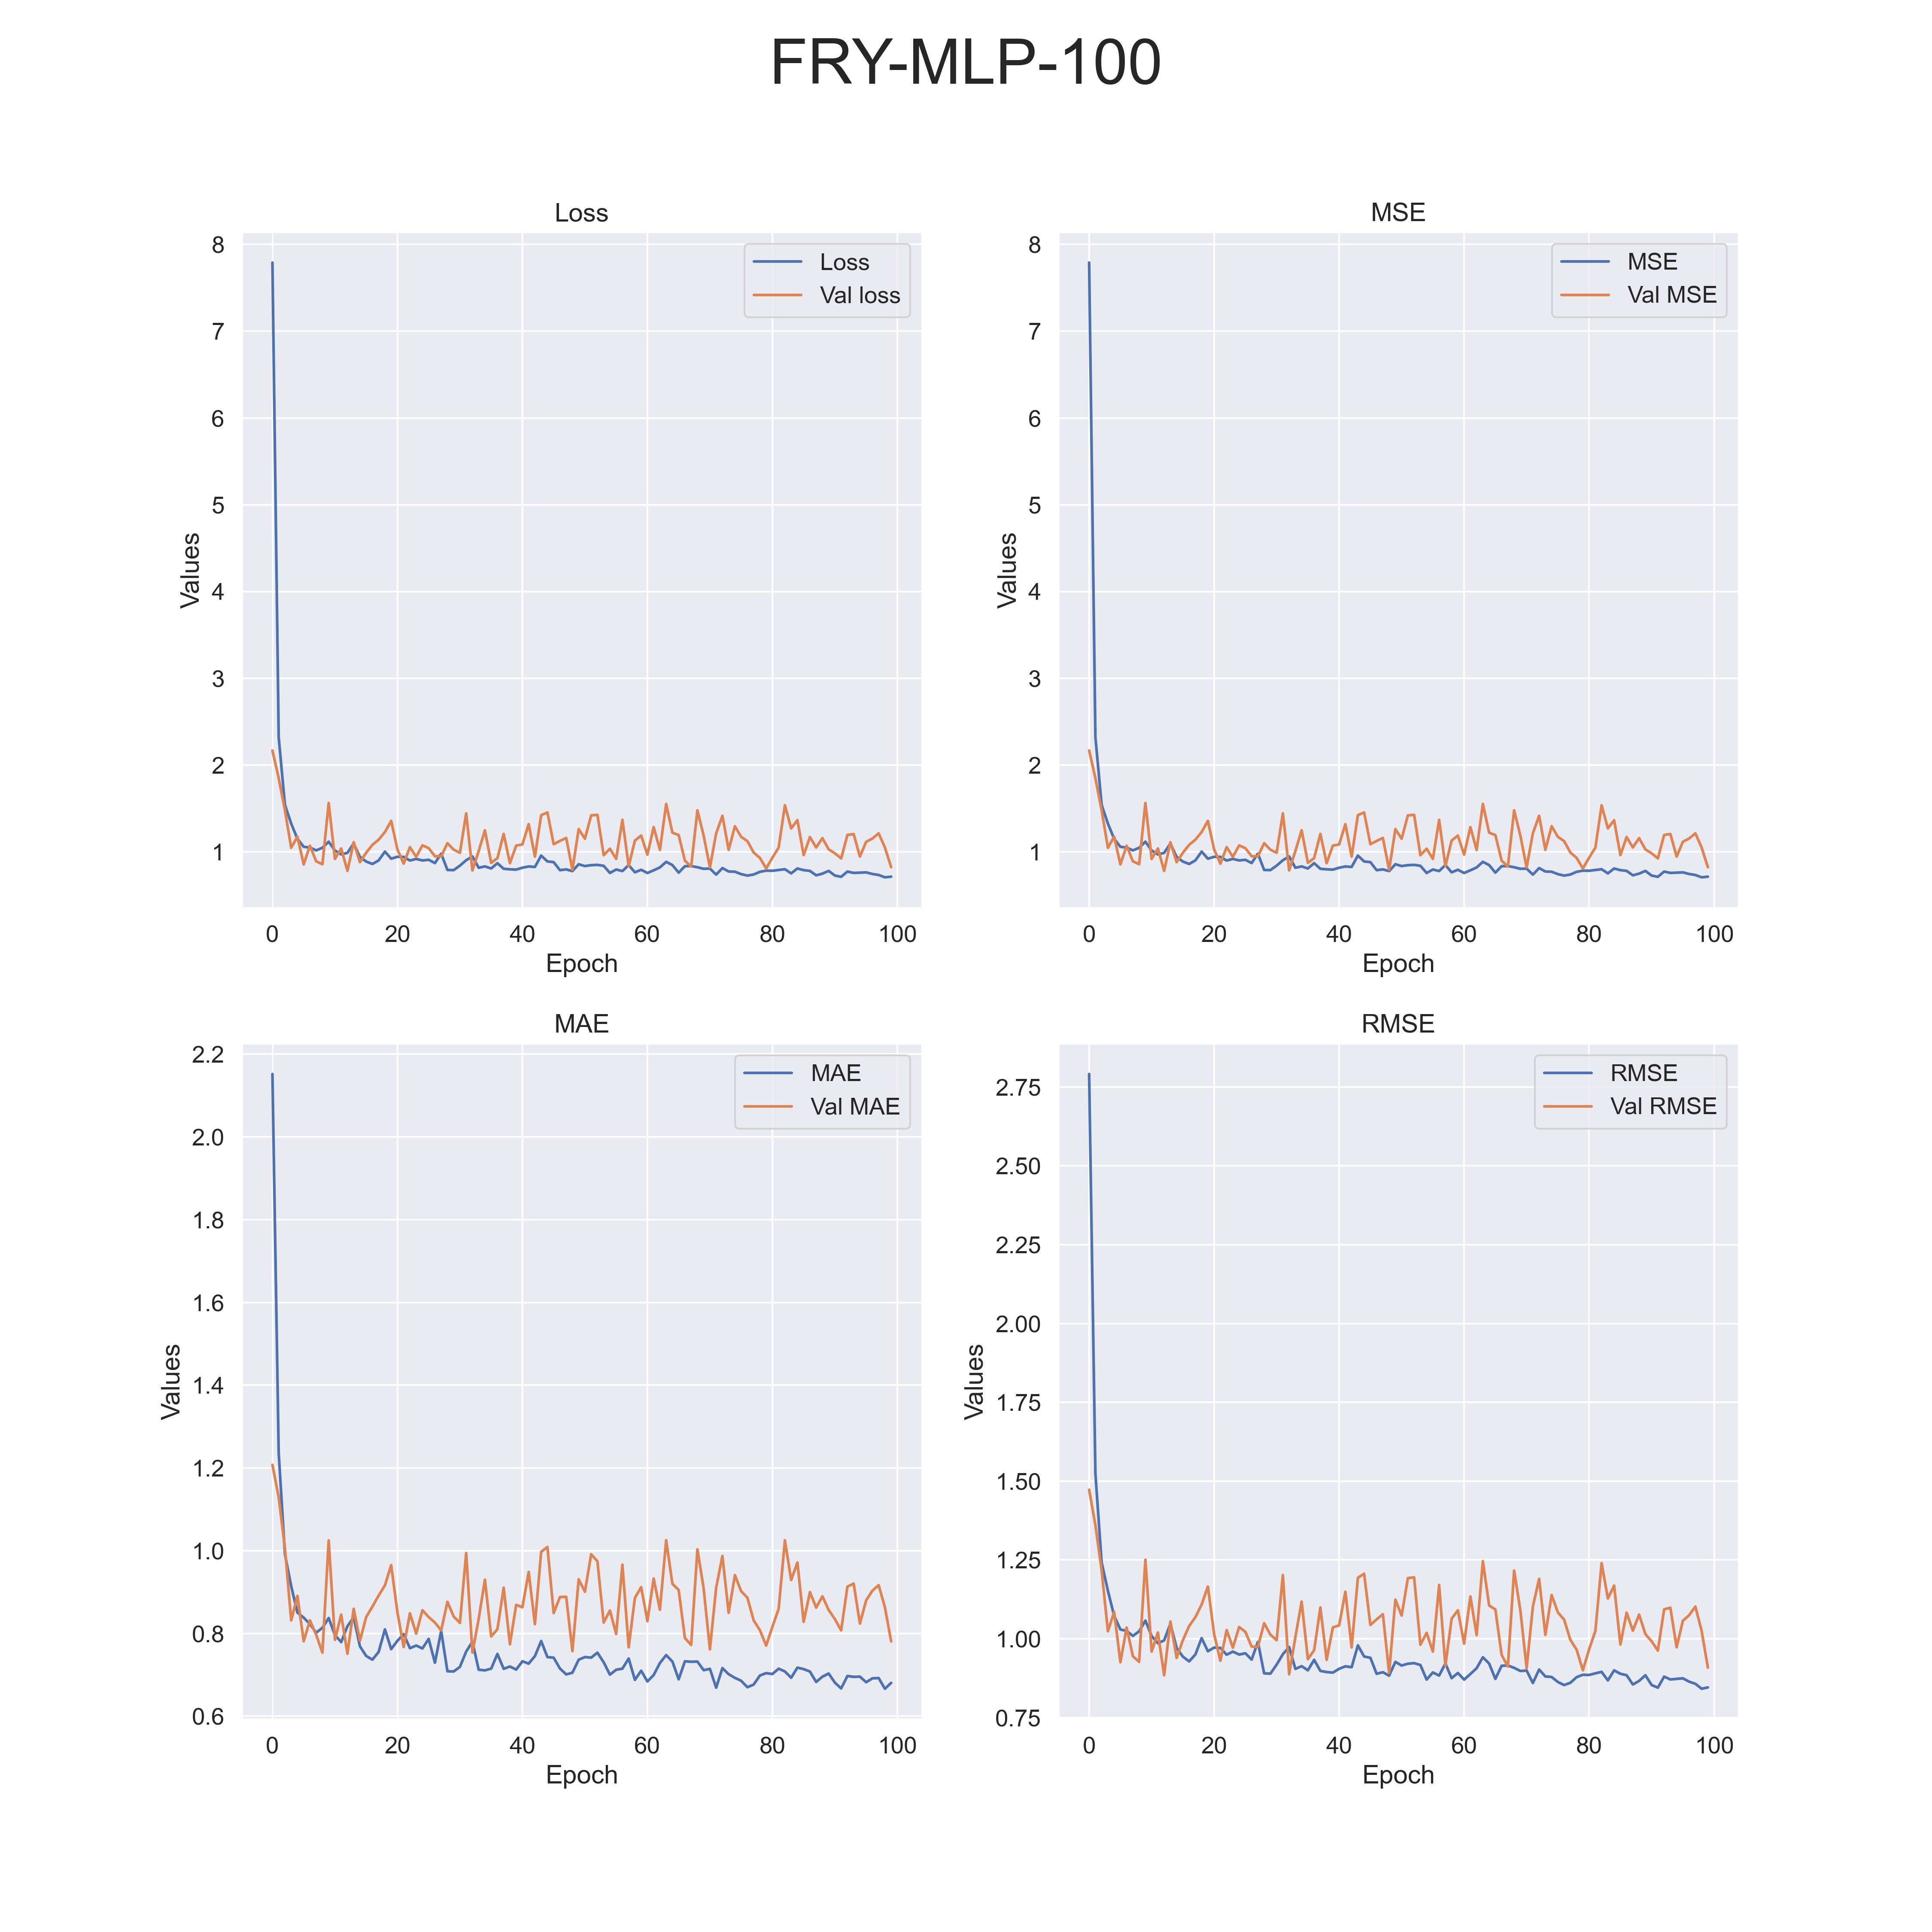 FRY-MLP-100
Loss
8
7
6
5
4
3
2
1
Values
0 20 40 60 80 100
Epoch
Loss
Val loss
MSE
8
7
6
5
4
3
2
1
Values
0 20 40 60 80 100
Epoch
MSE
Val MSE
MAE
2.2
2.0
1.8
1.6
1.4
1.2
1.0
0.8
0.6
Values
0 20 40 60 80 100
Epoch
MAE
Val MAE
RMSE
2.75
2.50
2.25
2.00
1.75
1.50
1.25
1.00
0.75
Values
0 20 40 60 80 100
Epoch
RMSE
Val RMSE